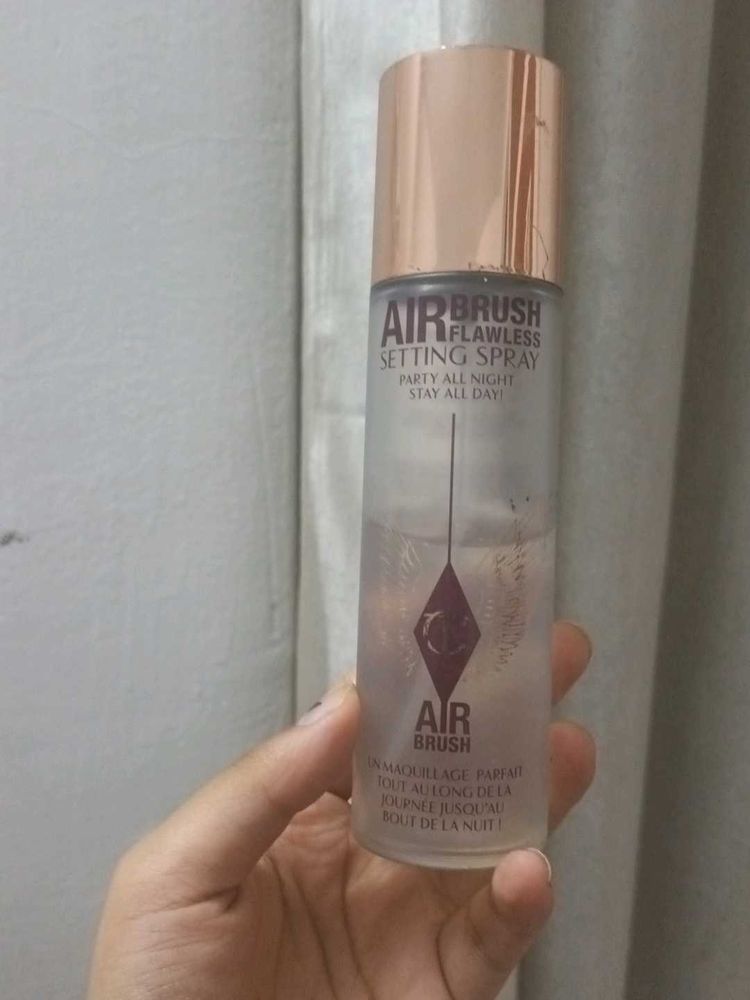 AIRBRUSH
FLAWLESS
SETTING SPRAY
PARTY ALL NIGHT
STAY ALL DAY!
AIR
BRUSH
UN MAQUILLAGE PARFAIT
TOUT AU LONG DE LA
JOURNÉE JUSQU'AU
BOUT DE LA NUIT !